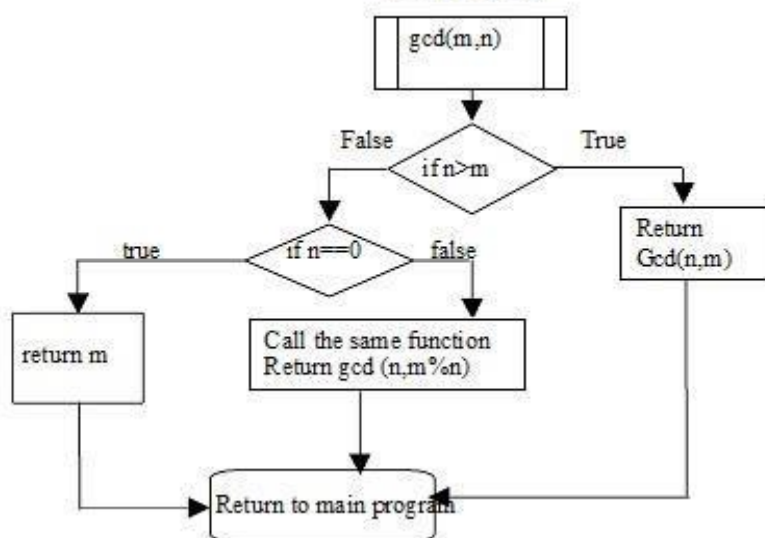 gcd(m,n)
False
True
if n>m
true
if n==0
false
Return
Gcd(n,m)
return m
Call the same function
Return gcd (n,m%n)
Return to main program